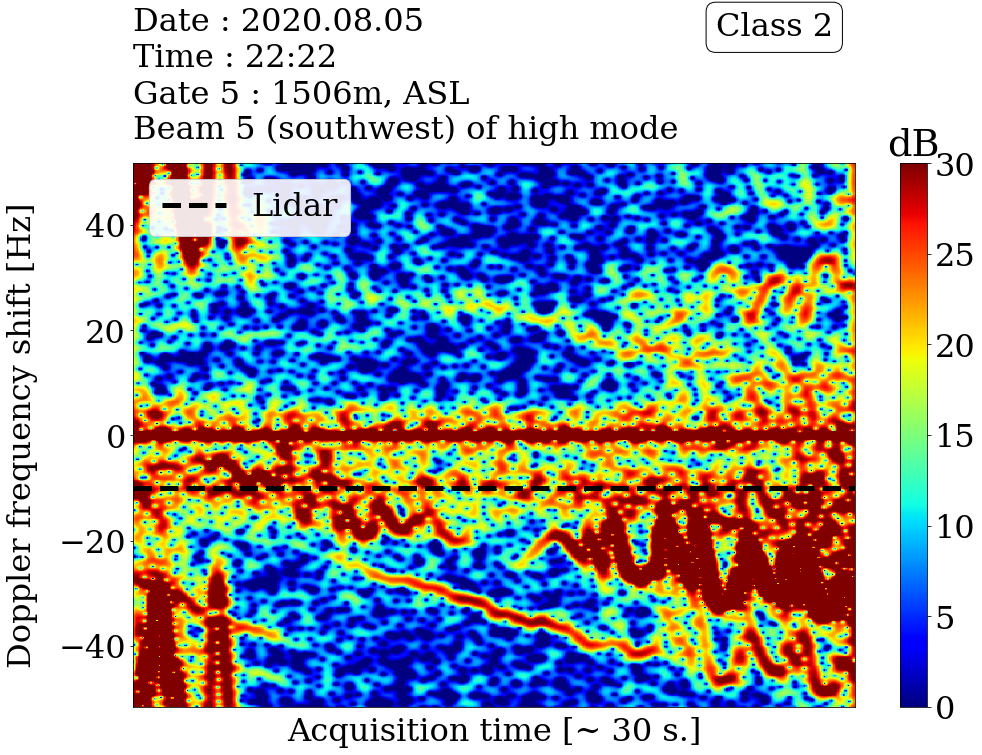 Date : 2020.08.05
Time : 22:22
Gate 5 : 1506m, ASL
Beam 5 (southwest) of high mode
Class 2
dB
Lidar
Doppler frequency shift [Hz]
40
20
0
−20
−40
30
25
20
15
10
5
0
Acquisition time [~ 30 s.]